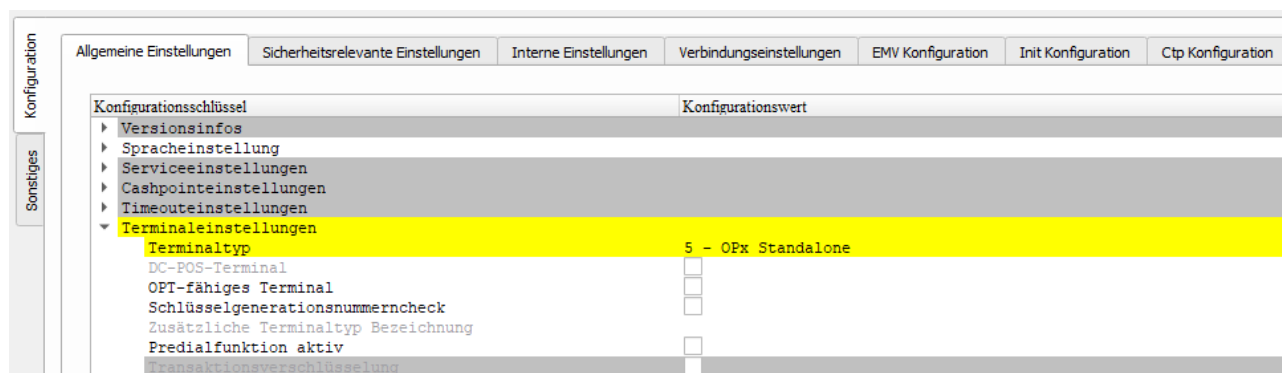 Konfiguration
Sonstiges
Allgemeine Einstellungen Sicherheitsrelevante Einstellungen Interne Einstellungen Verbindungseinstellungen EMV Konfiguration Init Konfiguration Ctp Konfiguration
Konfigurationsschlüssel Konfigurationswert
Versionsinfos
Spracheinstellung
Serviceeinstellungen
Cashpointeinstellungen
Timeouteinstellungen
Terminaleinstellungen
Terminaltyp 5 - OPx Standalone
DC-POS-Terminal
OPT-fähiges Terminal
Schlüsselgenerationsnummerncheck
Zusätzliche Terminaltyp Bezeichnung
Predialfunktion aktiv
Transaktionsverschlüsselung